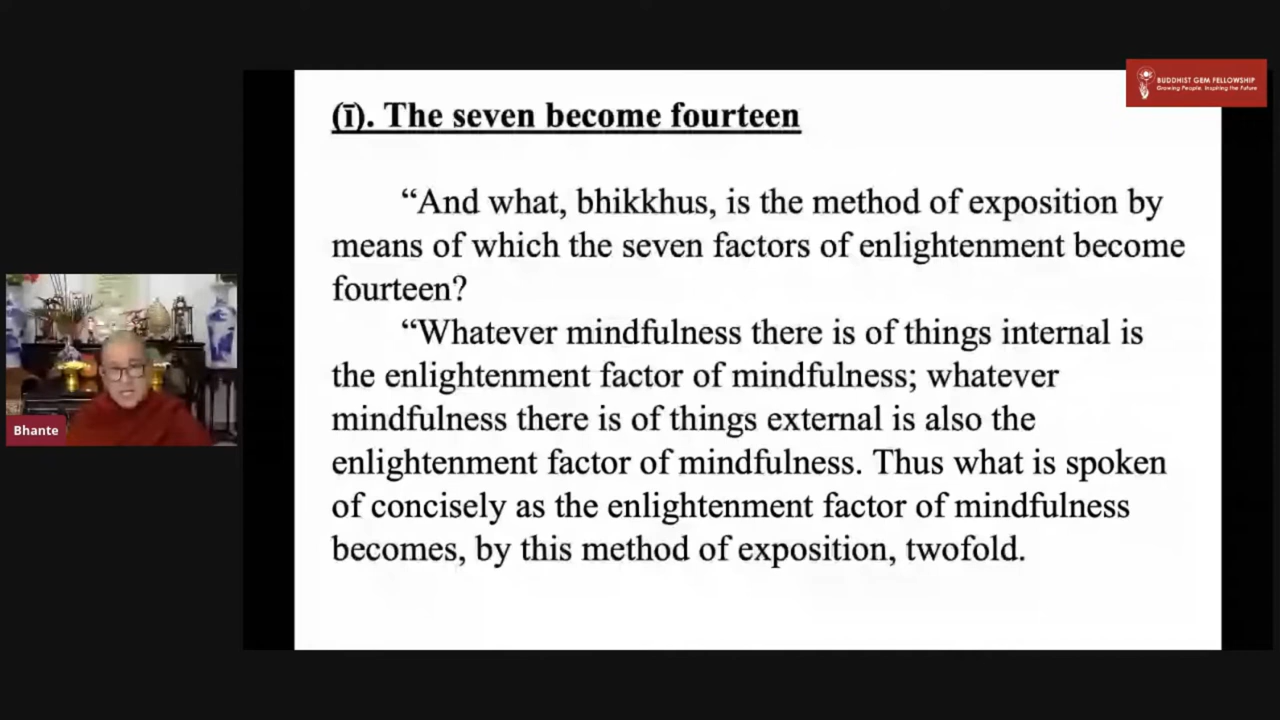 BUDDHIST GEM FELLOWSHIP
Growing People, Inspiring the Future
(ī). The seven become fourteen
“And what, bhikkhus, is the method of exposition by
means of which the seven factors of enlightenment become
fourteen?
“Whatever mindfulness there is of things internal is
the enlightenment factor of mindfulness; whatever
mindfulness there is of things external is also the
enlightenment factor of mindfulness. Thus what is spoken
of concisely as the enlightenment factor of mindfulness
becomes, by this method of exposition, twofold.
Bhante